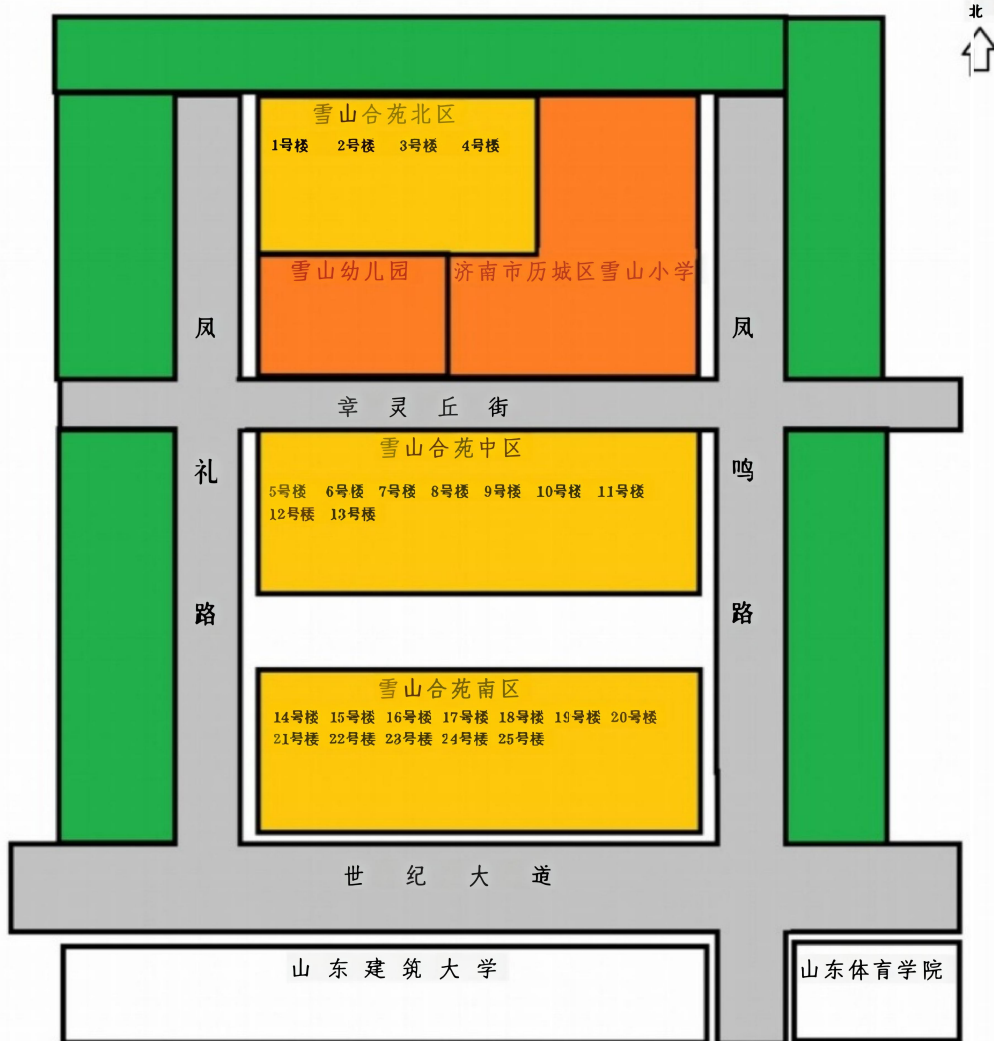 北
雪山合苑北区
1号楼 2号楼 3号楼 4号楼
雪山幼儿园
济南市历城区雪山小学
凤礼路
凤鸣路
章灵丘街
雪山合苑中区
5号楼 6号楼 7号楼 8号楼 9号楼 10号楼 11号楼
12号楼 13号楼
雪山合苑南区
14号楼 15号楼 16号楼 17号楼 18号楼 19号楼 20号楼
21号楼 22号楼 23号楼 24号楼 25号楼
世纪大道
山东建筑大学
山东体育学院